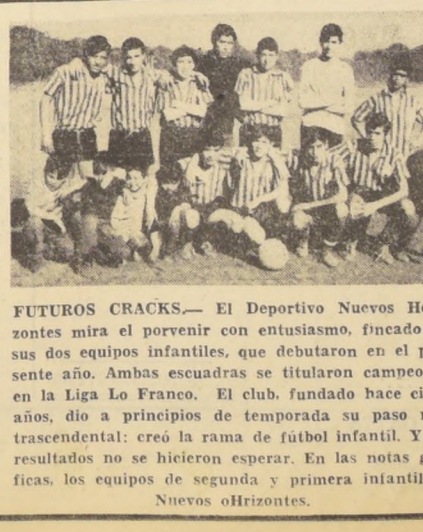 FUTUROS CRACKS.— El Deportivo Nuevos Ho
zontes mira el porvenir con entusiasmo, fincado
sus dos equipos infantiles, que debutaron en el p
sente año. Ambas escuadras se titularon campeo
en la Liga Lo Franco. El club, fundado hace ci
años, dio a principios de temporada su paso
trascendental: creó la rama de fútbol infantil. Y
resultados no se hicieron esperar. En las notas g
ficas, los equipos de segunda y primera infantil
Nuevos oHrizontes.